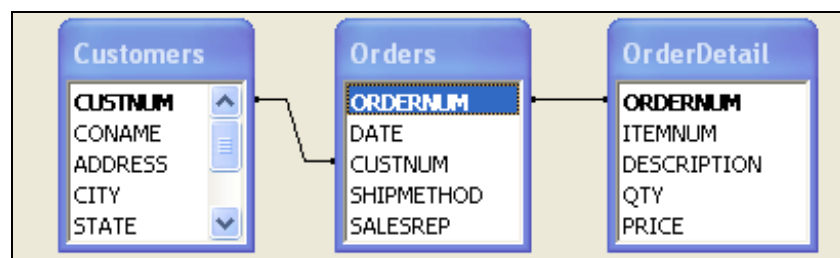 Customers
CUSTNUM
CONAME
ADDRESS
CITY
STATE
Orders
ORDERNUM
DATE
CUSTNUM
SHIPMETHOD
SALESREP
OrderDetail
ORDERNUM
ITEMNUM
DESCRIPTION
QTY
PRICE